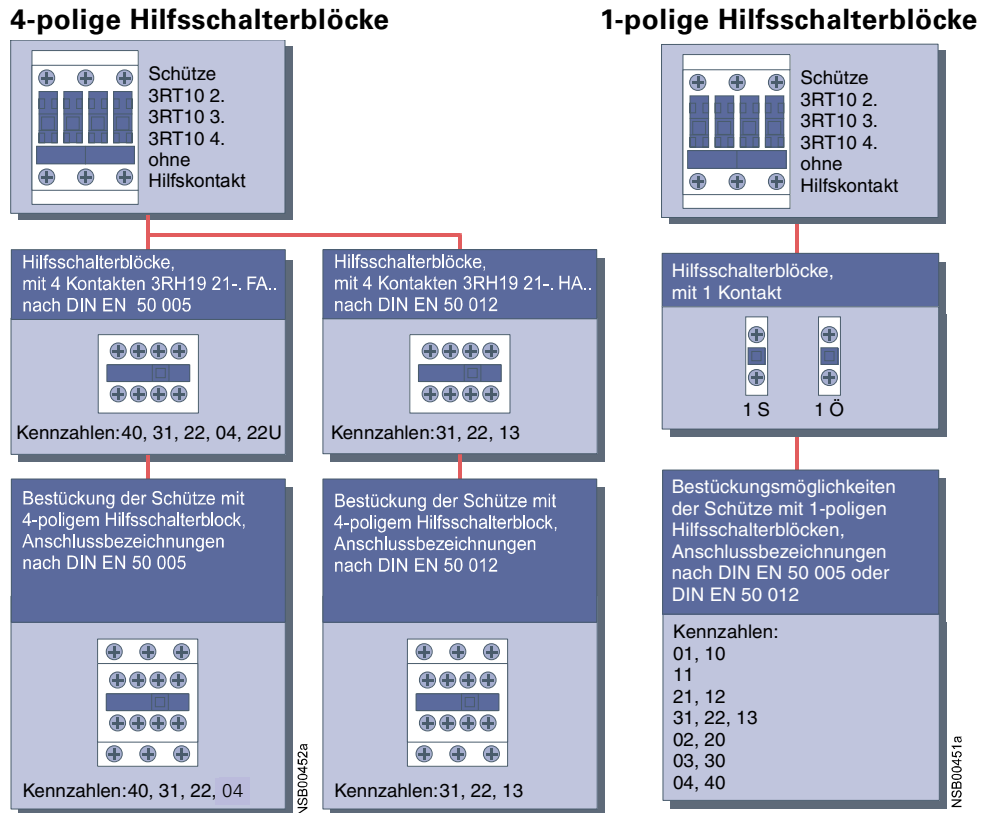 4-polige Hilfsschalterblöcke
Schütze
3RT10 2.
3RT10 3.
3RT10 4.
ohne
Hilfskontakt
Hilfsschalterblöcke,
mit 4 Kontakten 3RH19 21-. FA..
nach DIN EN 50 005
Kennzahlen:40, 31, 22, 04, 22U
Hilfsschalterblöcke,
mit 4 Kontakten 3RH19 21-. HA..
nach DIN EN 50 012
Kennzahlen:31, 22, 13
Bestückung der Schütze mit
4-poligem Hilfsschalterblock,
Anschlussbezeichnungen
nach DIN EN 50 005
Kennzahlen:40, 31, 22, 04
Bestückung der Schütze mit
4-poligem Hilfsschalterblock,
Anschlussbezeichnungen
nach DIN EN 50 012
Kennzahlen:31, 22, 13
NSB00452a
1-polige Hilfsschalterblöcke
Schütze
3RT10 2.
3RT10 3.
3RT10 4.
ohne
Hilfskontakt
Hilfsschalterblöcke,
mit 1 Kontakt
1 S 1 Ö
Bestückungsmöglichkeiten
der Schütze mit 1-poligen
Hilfsschalterblöcken,
Anschlussbezeichnungen
nach DIN EN 50 005 oder
DIN EN 50 012
Kennzahlen:
01, 10
11
21, 12
31, 22, 13
02, 20
03, 30
04, 40
NSB00451a